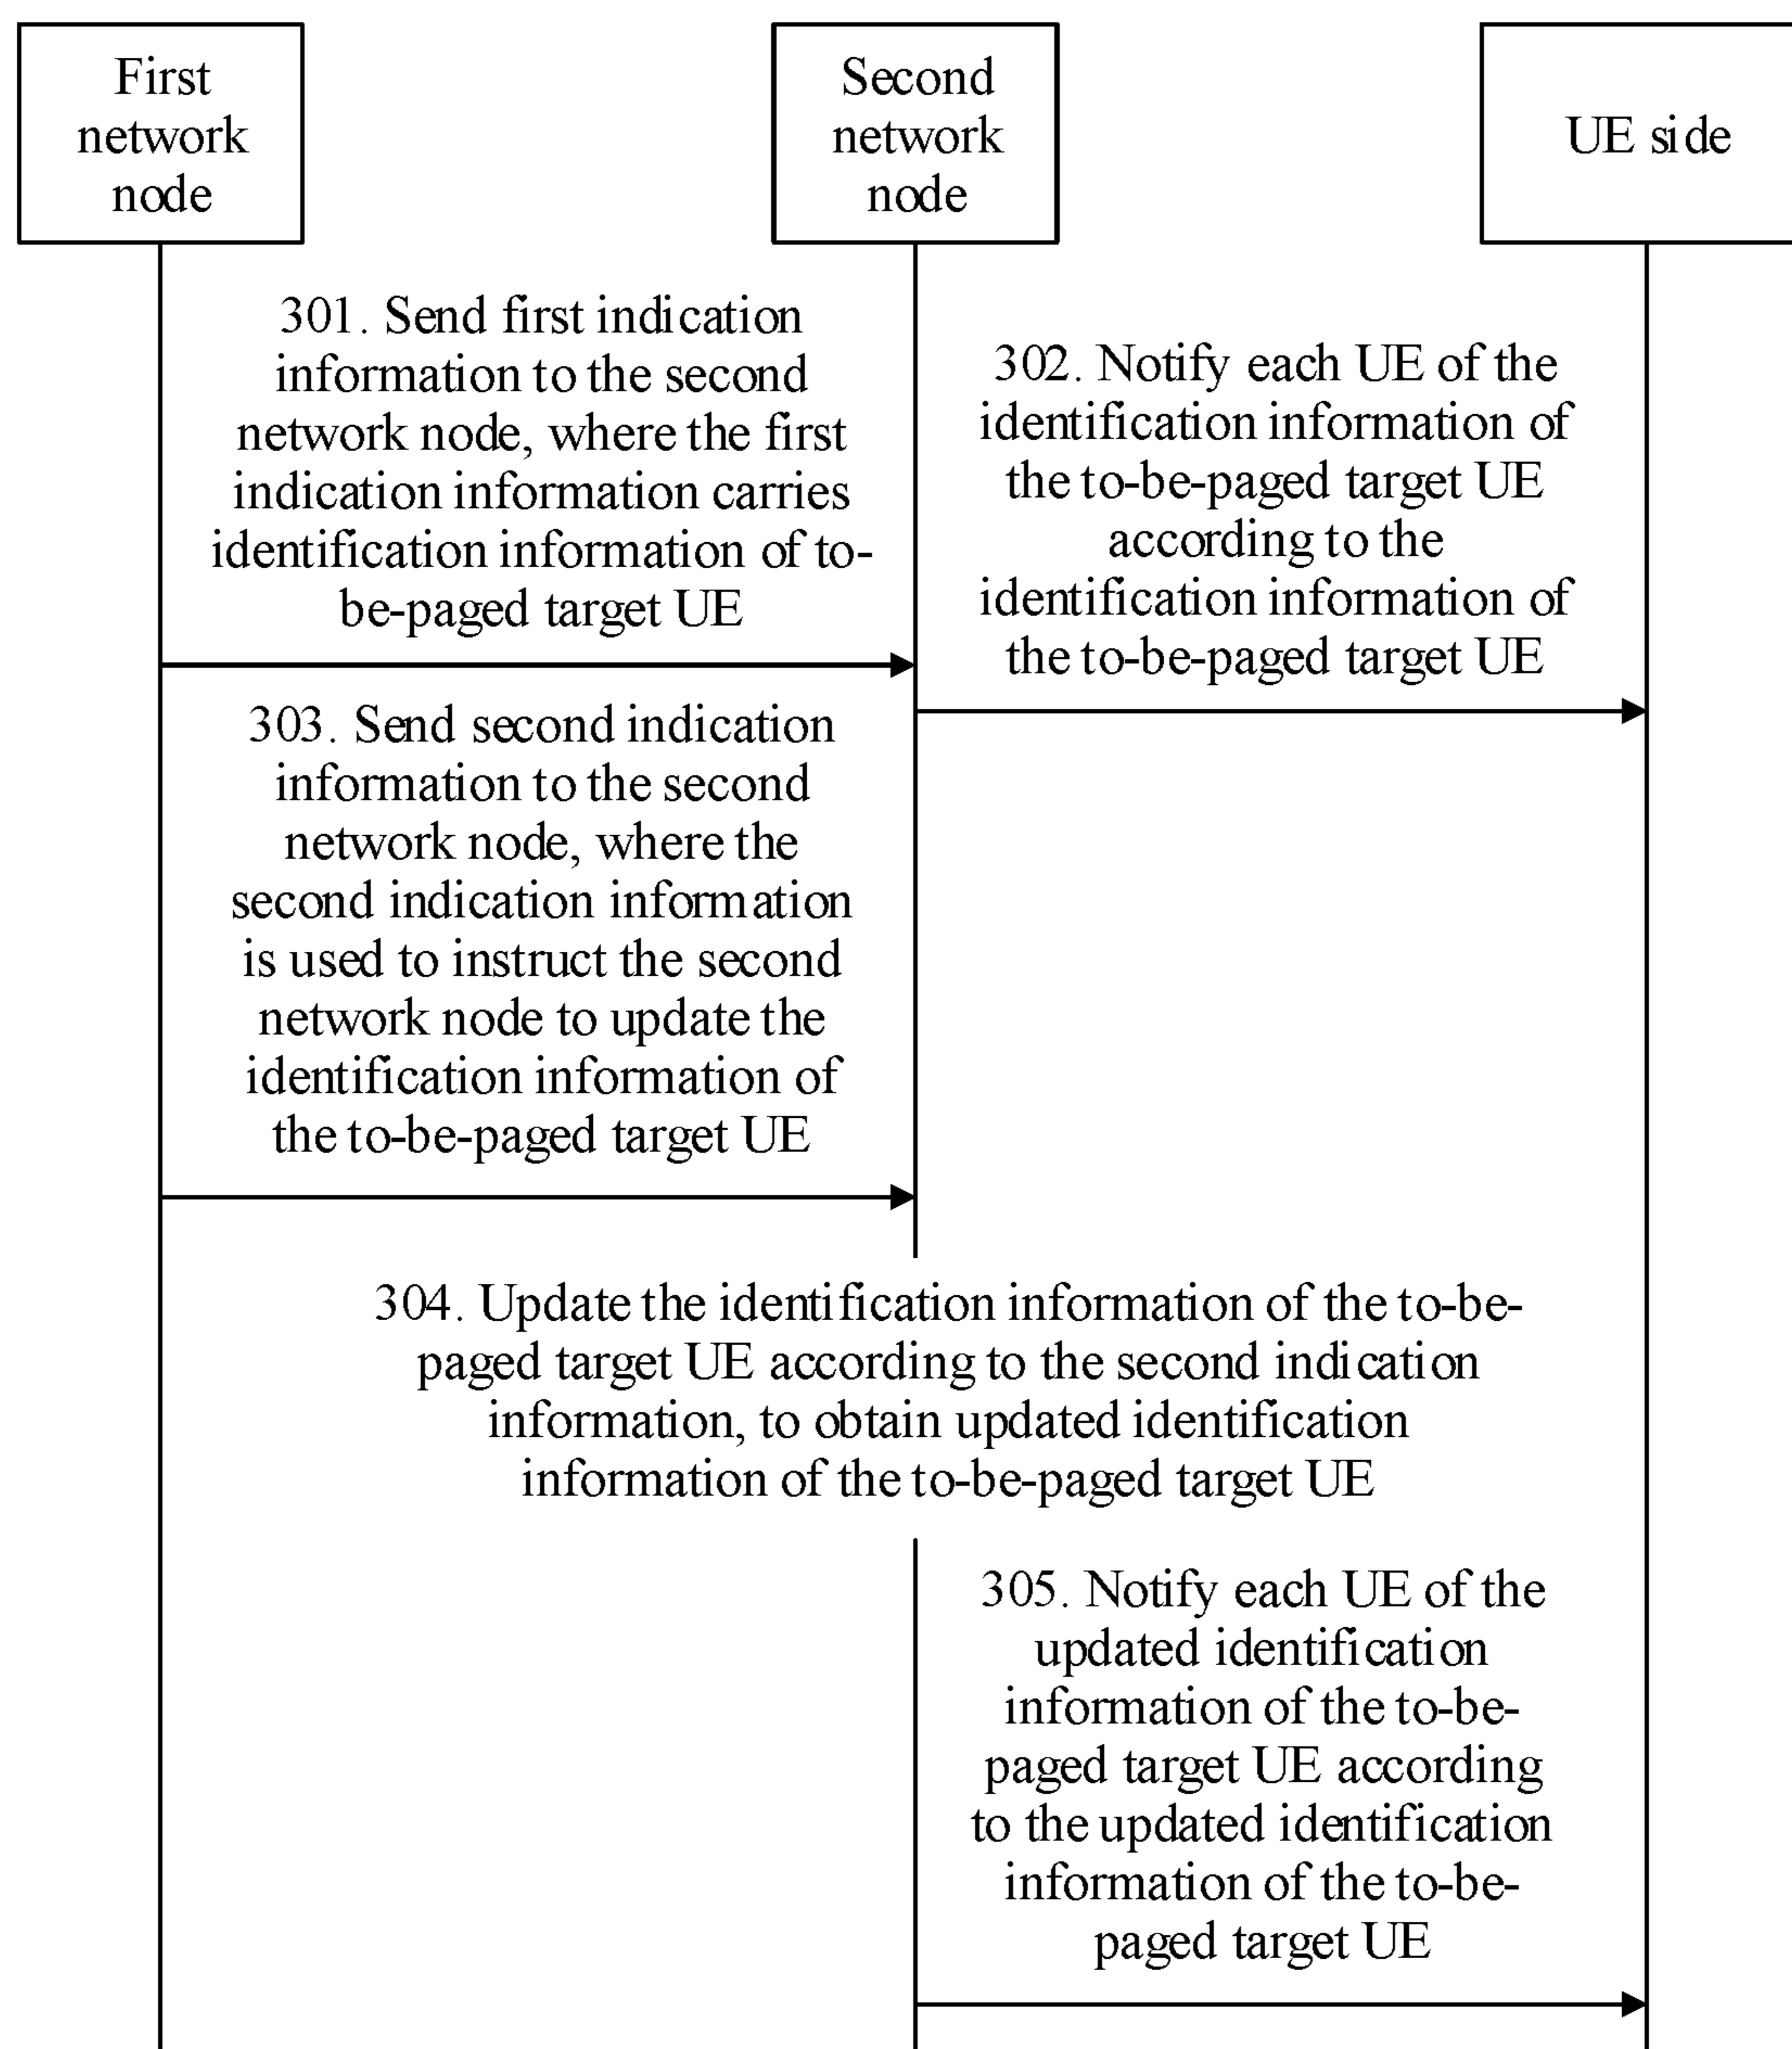 First
network
node
Second
network
node
UE side
301. Send first indication
information to the second
network node, where the first
indication information carries
identification information of to-
be-paged target UE
302. Notify each UE of the
identification information of
the to-be-paged target UE
according to the
identification information of
the to-be-paged target UE
303. Send second indication
information to the second
network node, where the
second indication information
is used to instruct the second
network node to update the
identification information of
the to-be-paged target UE
304. Update the identification information of the to-be-
paged target UE according to the second indication
information, to obtain updated identification
information of the to-be-paged target UE
305. Notify each UE of the
updated identification
information of the to-be-
paged target UE according
to the updated identification
information of the to-be-
paged target UE